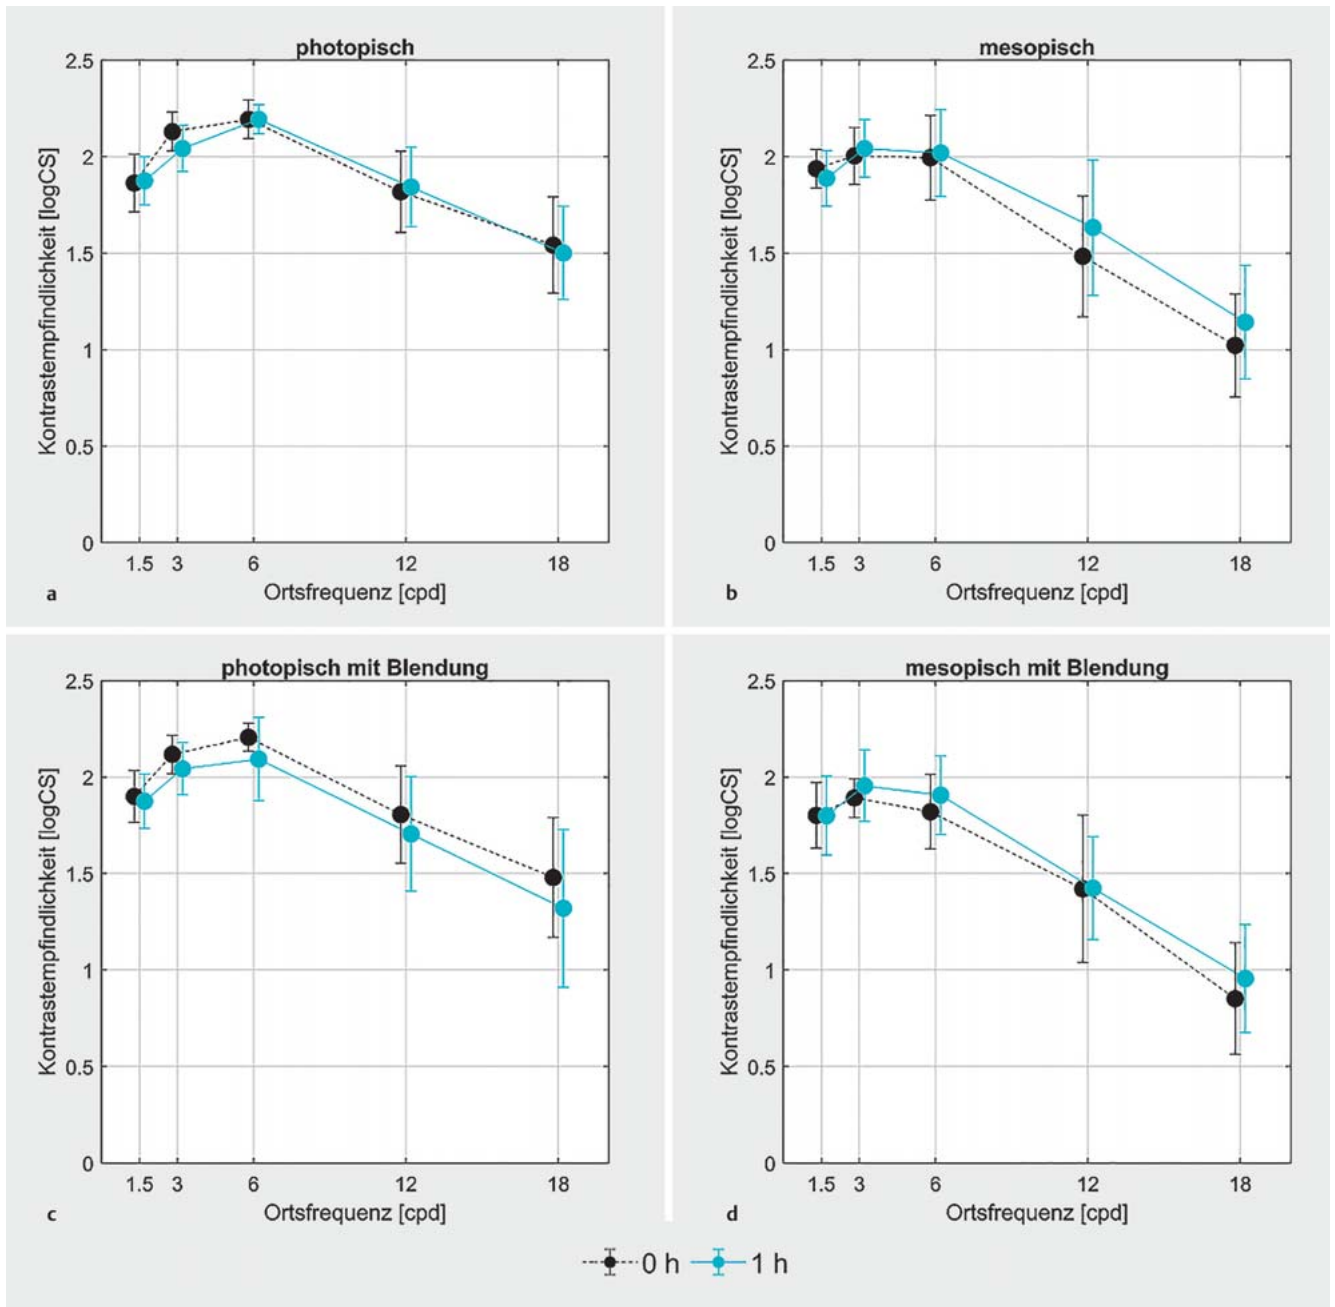 photopisch
Kontrastempfindlichkeit [logCS]
2.5
2
1.5
1
0.5
0
1.5 3 6 12 18
Ortsfrequenz [cpd]
a
mesopisch
Kontrastempfindlichkeit [logCS]
2.5
2
1.5
1
0.5
0
1.5 3 6 12 18
Ortsfrequenz [cpd]
b
photopisch mit Blendung
Kontrastempfindlichkeit [logCS]
2.5
2
1.5
1
0.5
0
1.5 3 6 12 18
Ortsfrequenz [cpd]
c
mesopisch mit Blendung
Kontrastempfindlichkeit [logCS]
2.5
2
1.5
1
0.5
0
1.5 3 6 12 18
Ortsfrequenz [cpd]
d
0 h 1 h